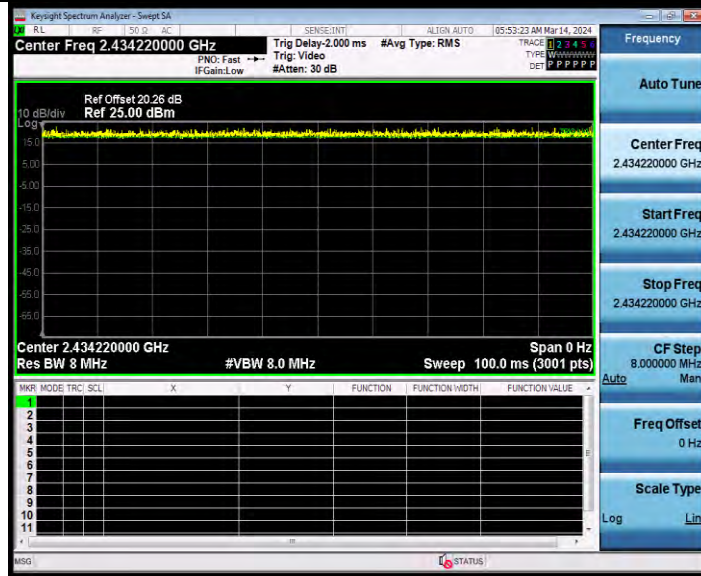 Keysight Spectrum Analyzer - Swept SA
RL RF 50 Ω AC SENSE:INT ALIGN AUTO 05:53:23 AM Mar 14, 2024
Center Freq 2.434220000 GHz
PNO: Fast
IFGain:Low
Trig Delay-2.000 ms
Trig: Video
#Atten: 30 dB
#Avg Type: RMS
TRACE 1 2 3 4 5 6
TYPE WWWWWW
DET P P P P P P
Ref Offset 20.26 dB
10 dB/div Ref 25.00 dBm
Log
15.0
5.00
-5.00
-15.0
-25.0
-35.0
-45.0
-55.0
-65.0
Center 2.434220000 GHz Span 0 Hz
Res BW 8 MHz #VBW 8.0 MHz Sweep 100.0 ms (3001 pts)
MKR MODE TRC SCL X Y FUNCTION FUNCTION WIDTH FUNCTION VALUE
1
2
3
4
5
6
7
8
9
10
11
MSG STATUS
Frequency
Auto Tune
Center Freq
2.434220000 GHz
Start Freq
2.434220000 GHz
Stop Freq
2.434220000 GHz
CF Step
8.000000 MHz
Auto Man
Freq Offset
0 Hz
Scale Type
Log Lin